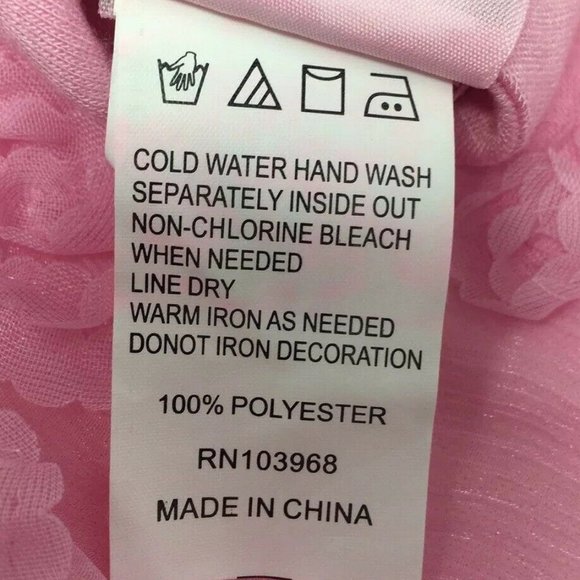 COLD WATER HAND WASH
SEPARATELY INSIDE OUT
NON-CHLORINE BLEACH
WHEN NEEDED
LINE DRY
WARM IRON AS NEEDED
DONOT IRON DECORATION
100% POLYESTER
RN103968
MADE IN CHINA